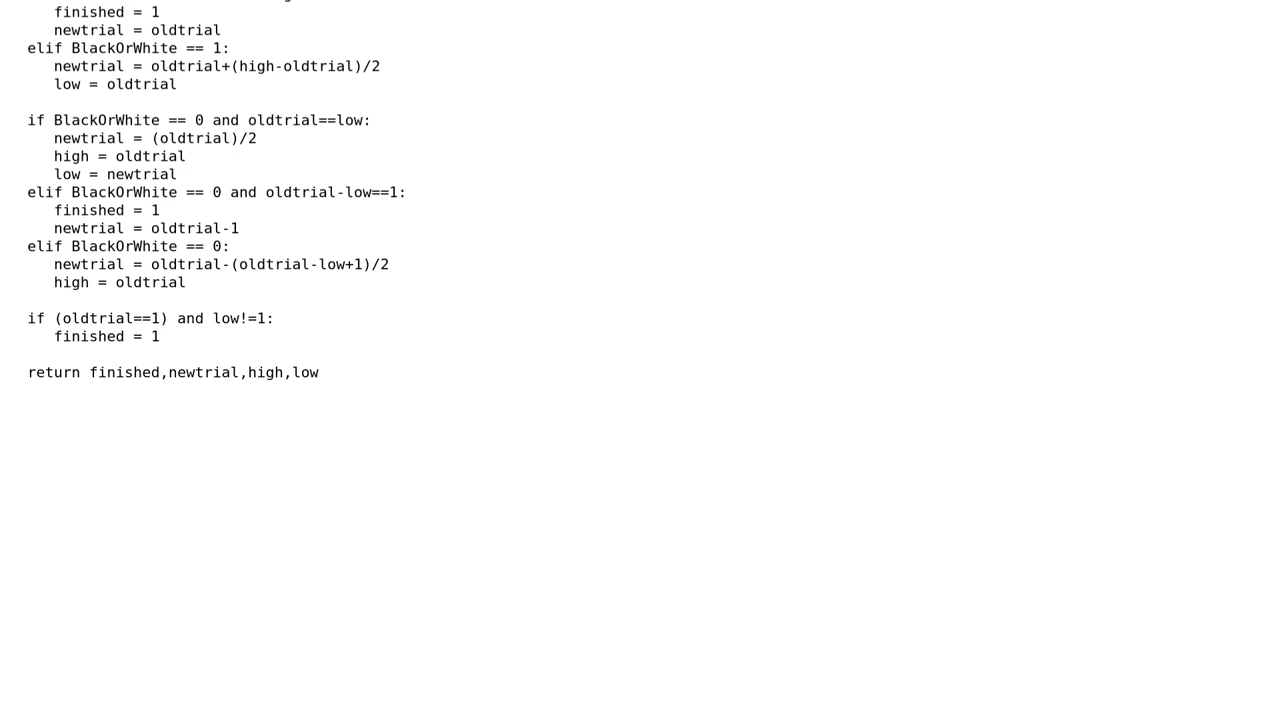 finished = 1
newtrial = oldtrial
elif BlackOrWhite == 1:
newtrial = oldtrial+(high-oldtrial)/2
low = oldtrial
if BlackOrWhite == 0 and oldtrial==low:
newtrial = (oldtrial)/2
high = oldtrial
low = newtrial
elif BlackOrWhite == 0 and oldtrial-low==1:
finished = 1
newtrial = oldtrial-1
elif BlackOrWhite == 0:
newtrial = oldtrial-(oldtrial-low+1)/2
high = oldtrial
if (oldtrial==1) and low!=1:
finished = 1
return finished,newtrial,high,low